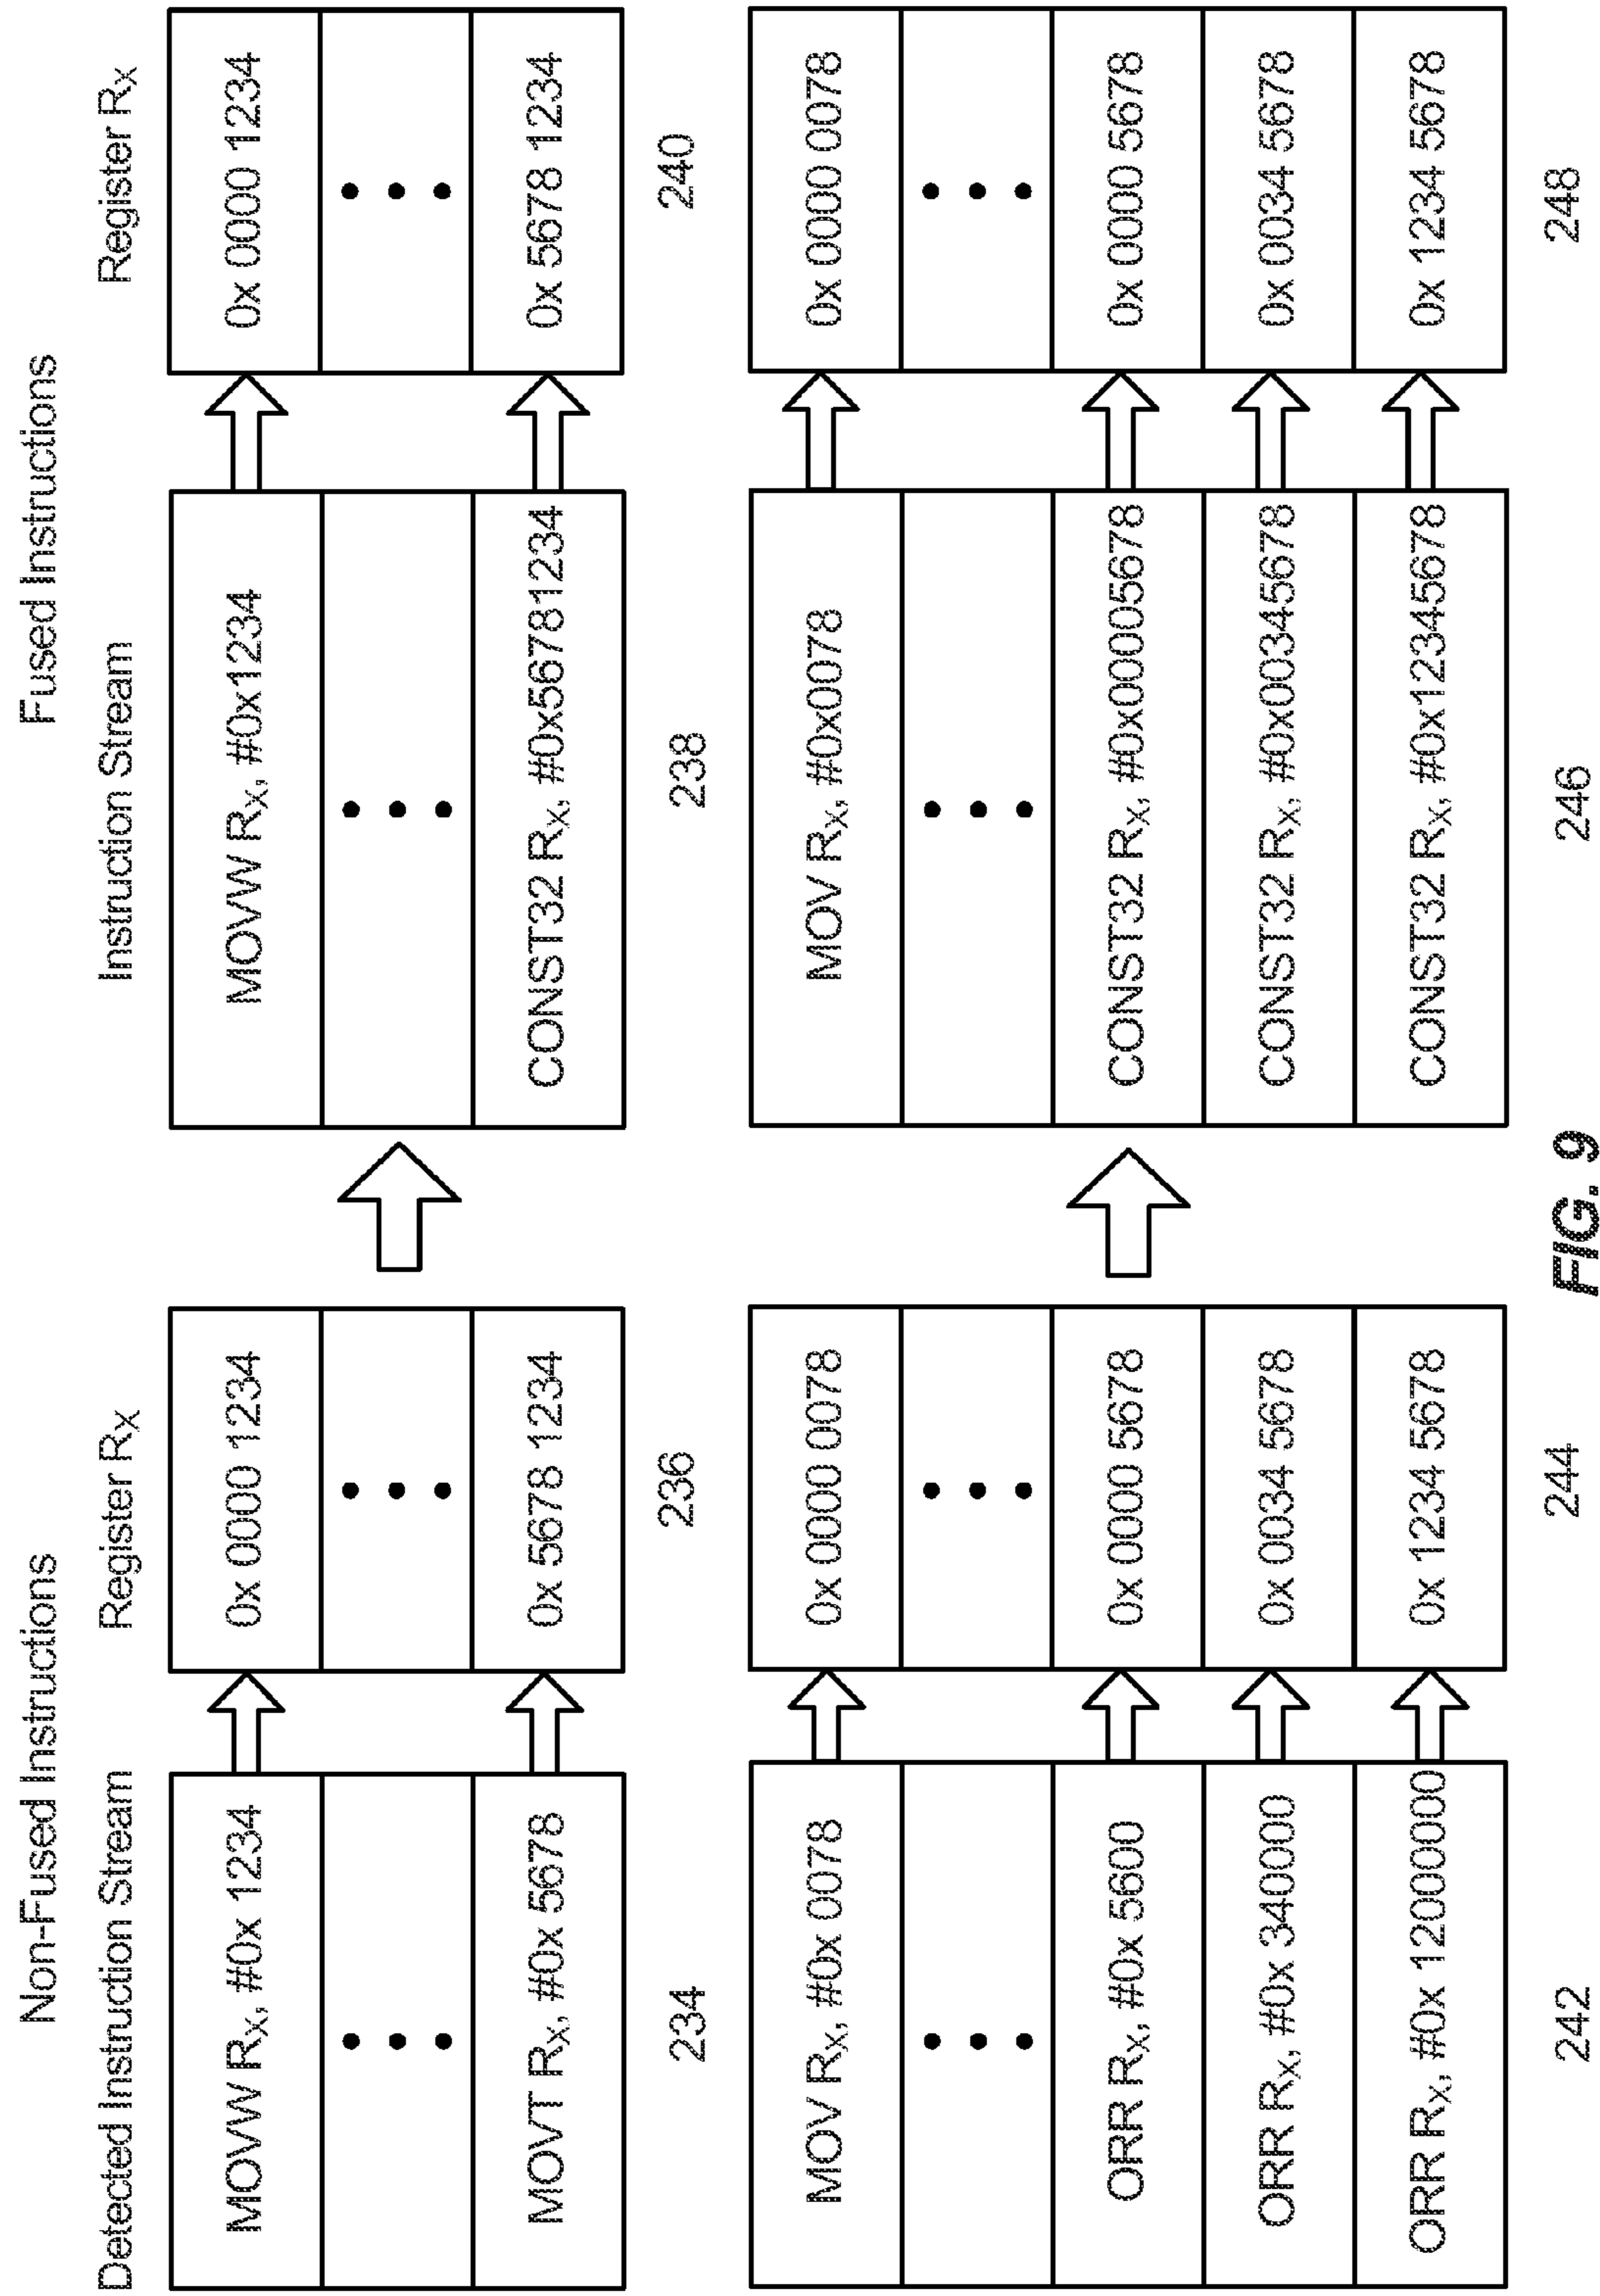 Non-Fused Instructions
Fused Instructions
Detected Instruction Stream
Register RX
Instruction Stream
Register RX
MOVW RX, #0x 1234
0x 0000 1234
MOVW RX, #0x1234
0x 0000 1234
MOVT RX, #0x 5678
0x 5678 1234
CONST32 RX, #0x56781234
0x 5678 1234
234
236
238
240
MOV RX, #0x 0078
0x 0000 0078
MOV RX, #0x0078
0x 0000 0078
ORR RX, #0x 5600
0x 0000 5678
CONST32 RX, #0x00005678
0x 0000 5678
ORR RX, #0x 340000
0x 0034 5678
CONST32 RX, #0x00345678
0x 0034 5678
ORR RX, #0x 12000000
0x 1234 5678
CONST32 RX, #0x12345678
0x 1234 5678
242
244
246
248
FIG. 9